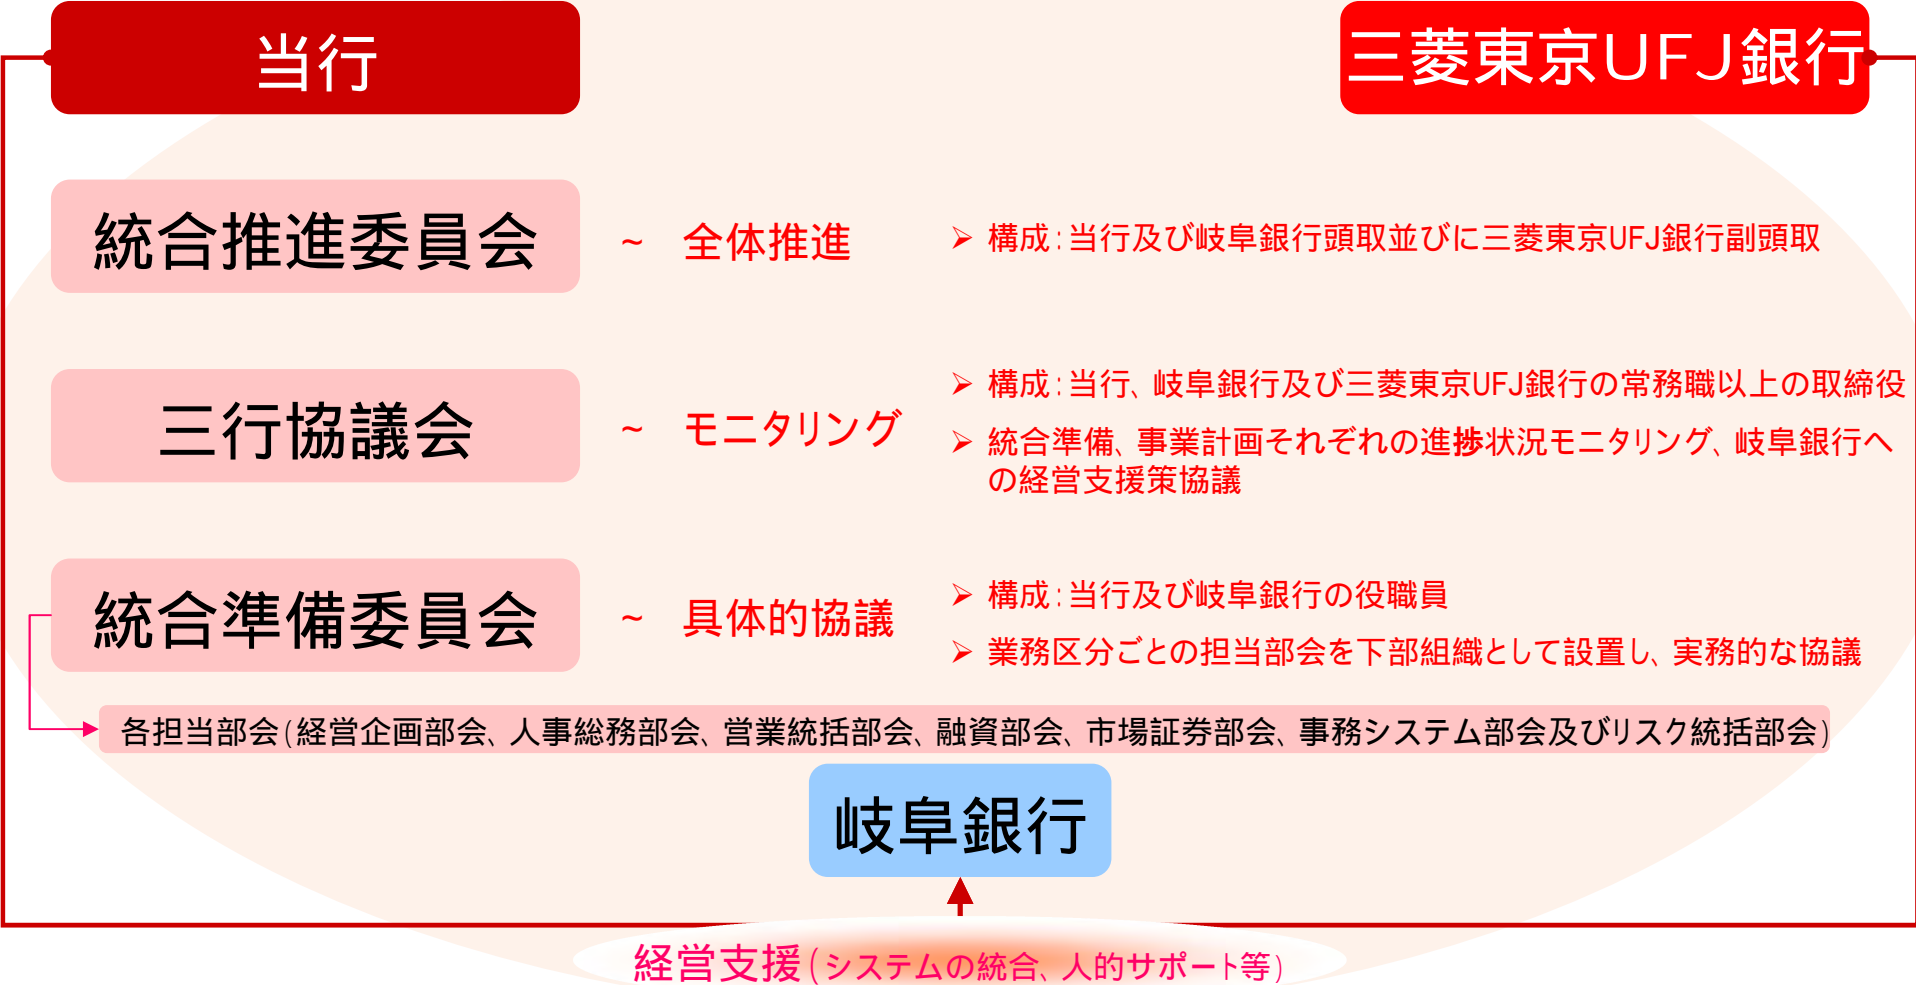 当行
三菱東京UFJ銀行
統合推進委員会
~ 全体推進
➢ 構成：当行及び岐阜銀行頭取並びに三菱東京UFJ銀行副頭取
三行協議会
~ モニタリング
➢ 構成：当行、岐阜銀行及び三菱東京UFJ銀行の常務職以上の取締役
➢ 統合準備、事業計画それぞれの進捗状況モニタリング、岐阜銀行へ
の経営支援策協議
統合準備委員会
~ 具体的協議
➢ 構成：当行及び岐阜銀行の役職員
➢ 業務区分ごとの担当部会を下部組織として設置し、実務的な協議
各担当部会(経営企画部会、人事総務部会、営業統括部会、融資部会、市場証券部会、事務システム部会及びリスク統括部会)
岐阜銀行
経営支援(システムの統合、人的サポート等)